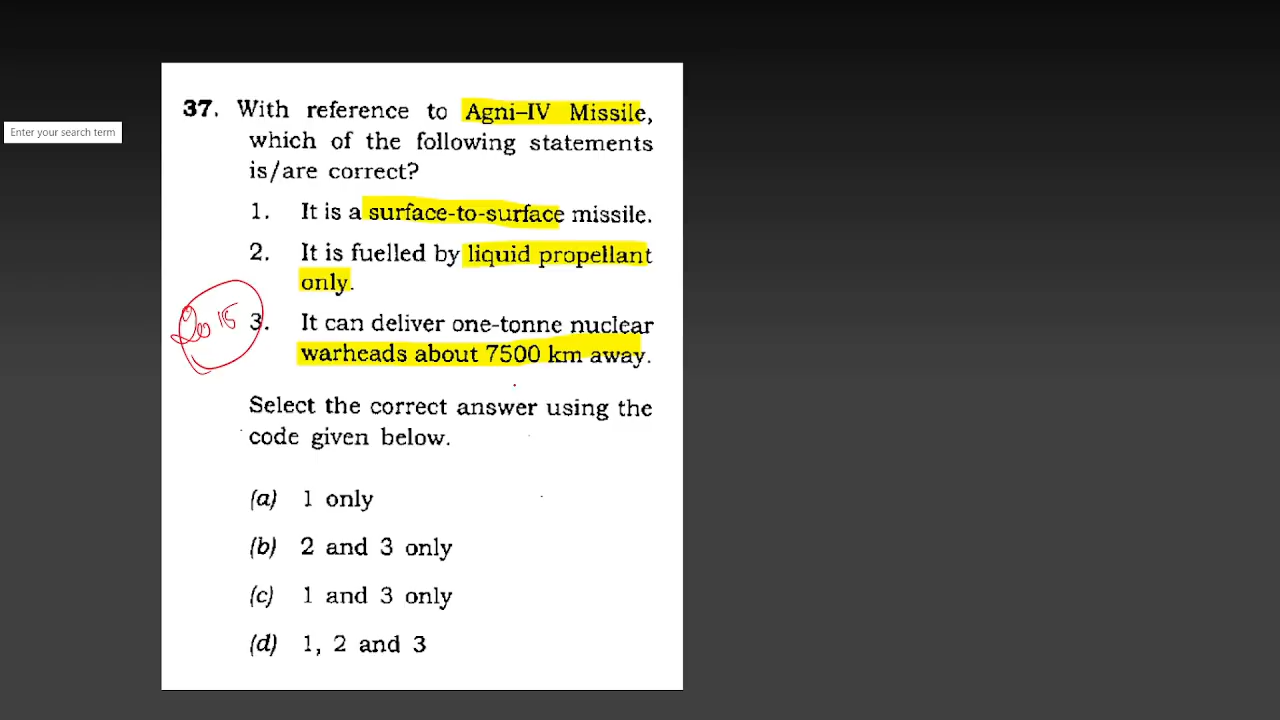 Enter your search term
37. With reference to Agni–IV Missile,
which of the following statements
is/are correct?
1. It is a surface-to-surface missile.
2. It is fuelled by liquid propellant
only.
3. It can deliver one-tonne nuclear
warheads about 7500 km away.
Select the correct answer using the
code given below.
(a) 1 only
(b) 2 and 3 only
(c) 1 and 3 only
(d) 1, 2 and 3